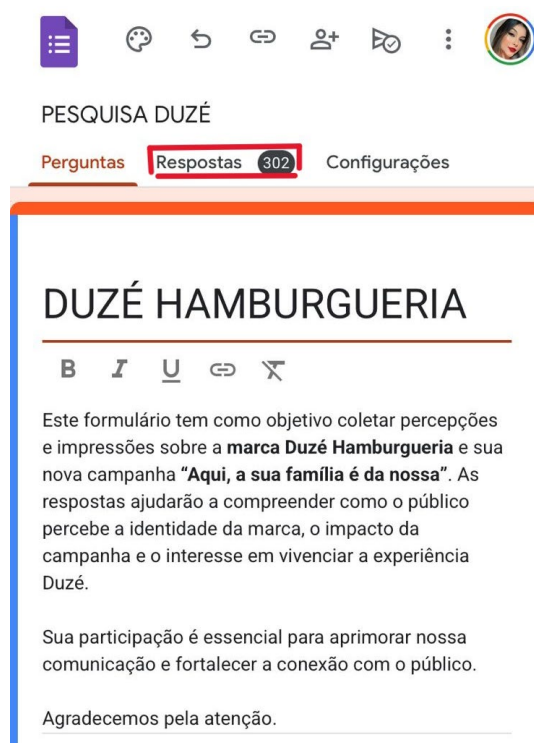 PESQUISA DUZÉ
Perguntas Respostas 302 Configurações
DUZÉ HAMBURGUERIA
B I U
Este formulário tem como objetivo coletar percepções
e impressões sobre a marca Duzé Hamburgueria e sua
nova campanha “Aqui, a sua família é da nossa”. As
respostas ajudarão a compreender como o público
percebe a identidade da marca, o impacto da
campanha e o interesse em vivenciar a experiência
Duzé.
Sua participação é essencial para aprimorar nossa
comunicação e fortalecer a conexão com o público.
Agradecemos pela atenção.